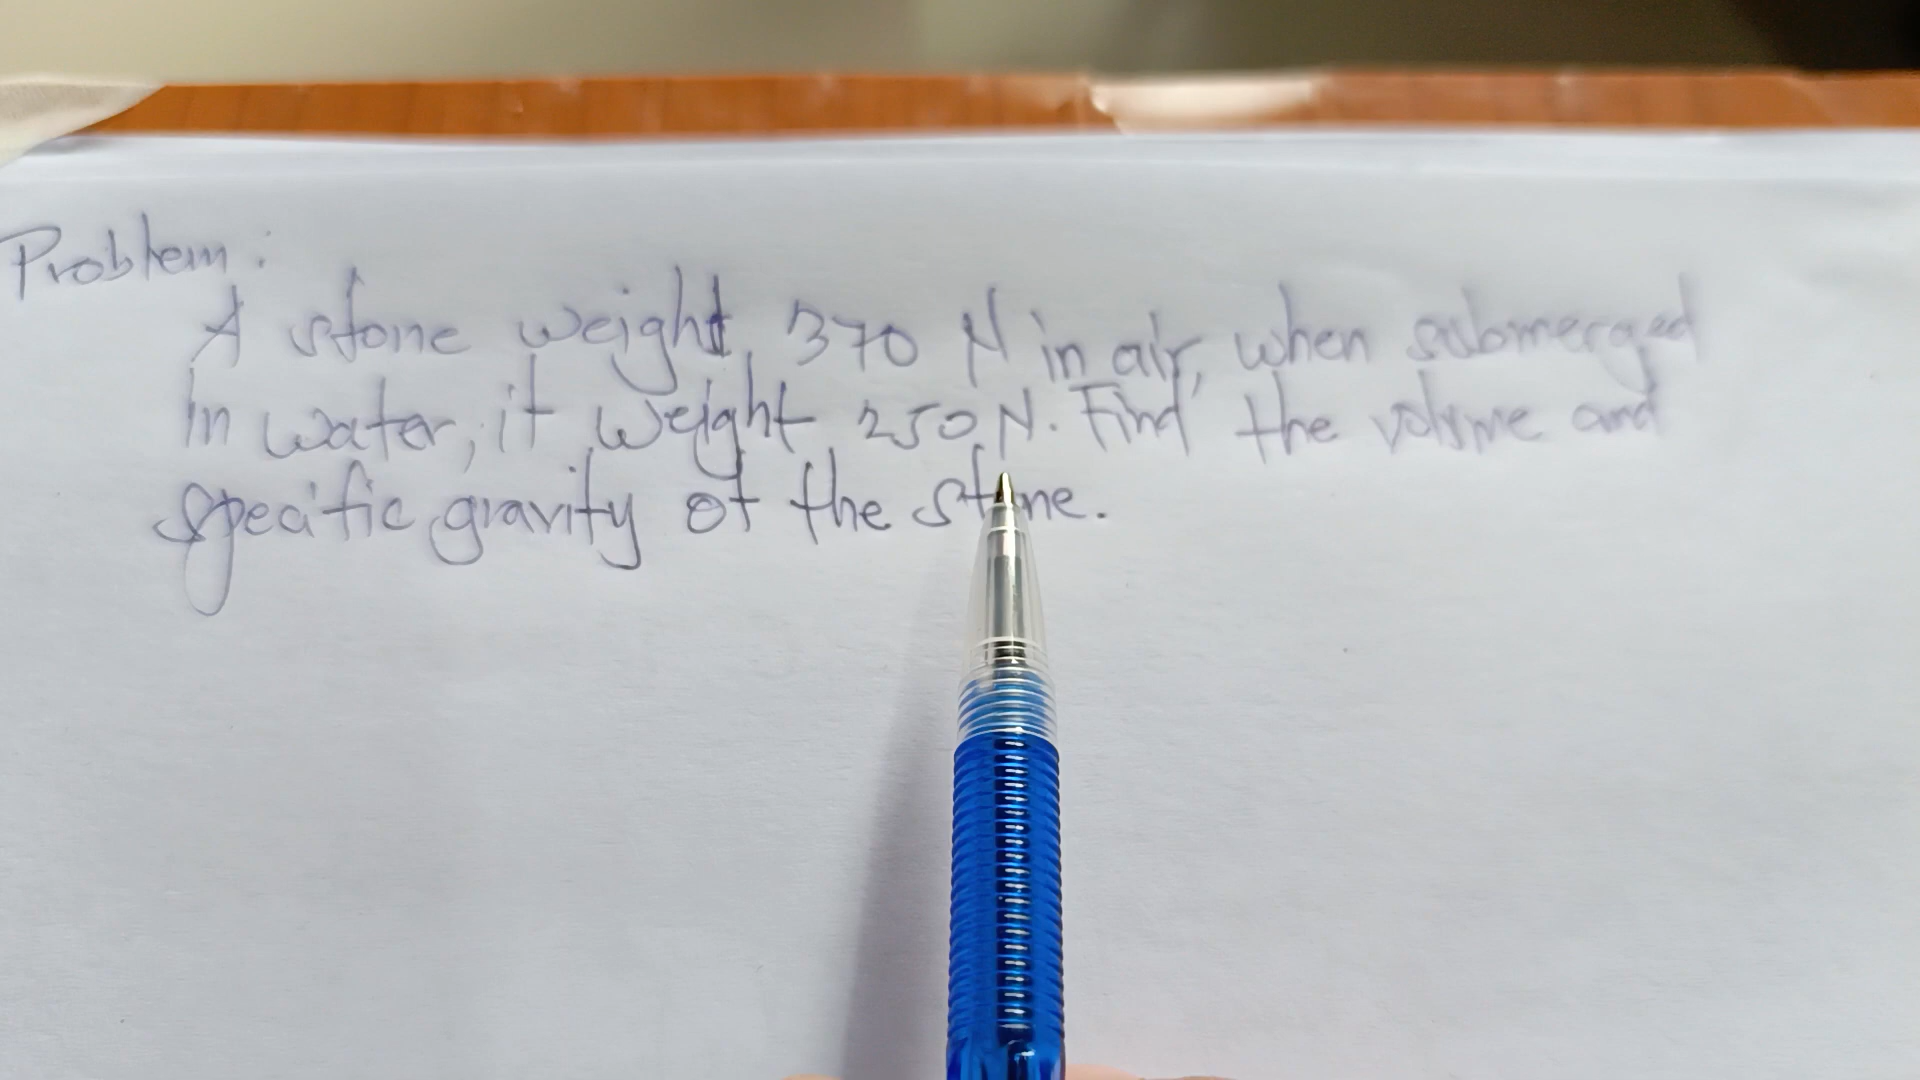 Problem:
A stone weight 370 N in air, when submerged
in water, it weight 250 N. Find the volume and
specific gravity of the stone.